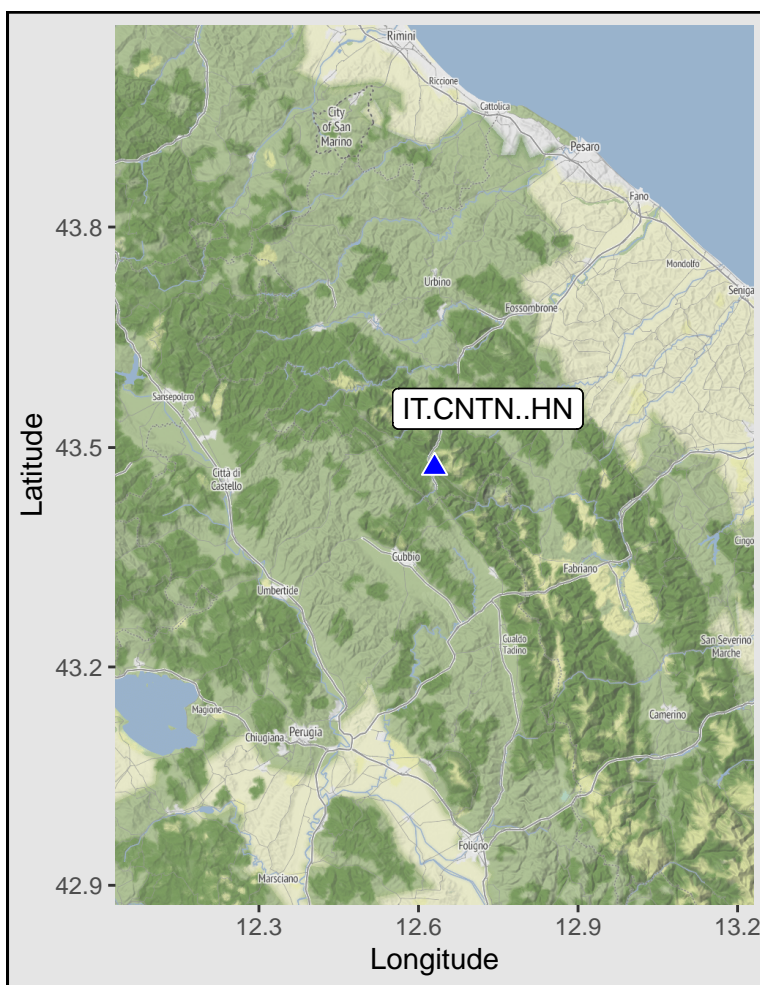 Rimini
Riccione
City
of San
Marino
Cattolica
Pesaro
Fano
43.8
Mondolfo
Urbino
Seniga
Fossombrone
Sansepolcro
IT.CNTN..HN
43.5
Latitude
Città di
Castello
Cingo
Gubbio
Fabriano
Umbertide
Gualdo
Tadino
San Severino
Marche
43.2
Magione
Camerino
Chiugiana
Perugia
Foligno
Marsciano
42.9
12.3
12.6
12.9
13.2
Longitude